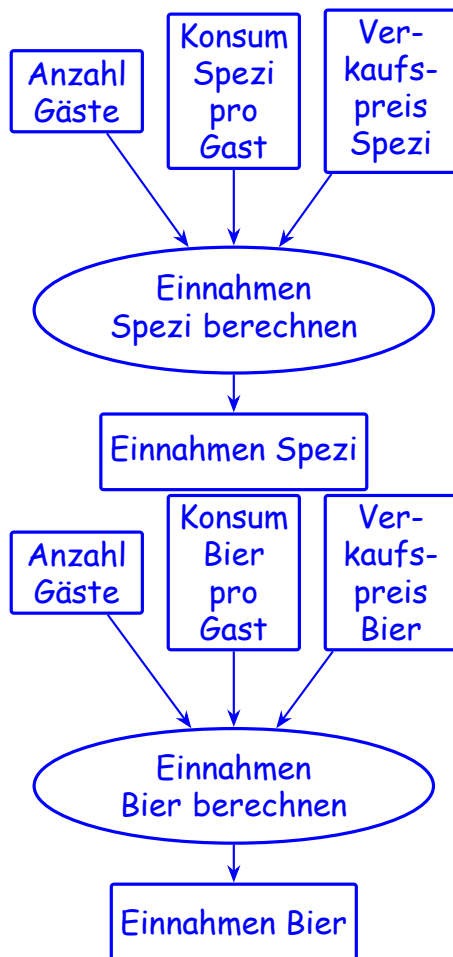 Anzahl
Gäste
Konsum
Spezi
pro
Gast
Ver-
kaufs-
preis
Spezi
Einnahmen
Spezi berechnen
Einnahmen Spezi
Anzahl
Gäste
Konsum
Bier
pro
Gast
Ver-
kaufs-
preis
Bier
Einnahmen
Bier berechnen
Einnahmen Bier